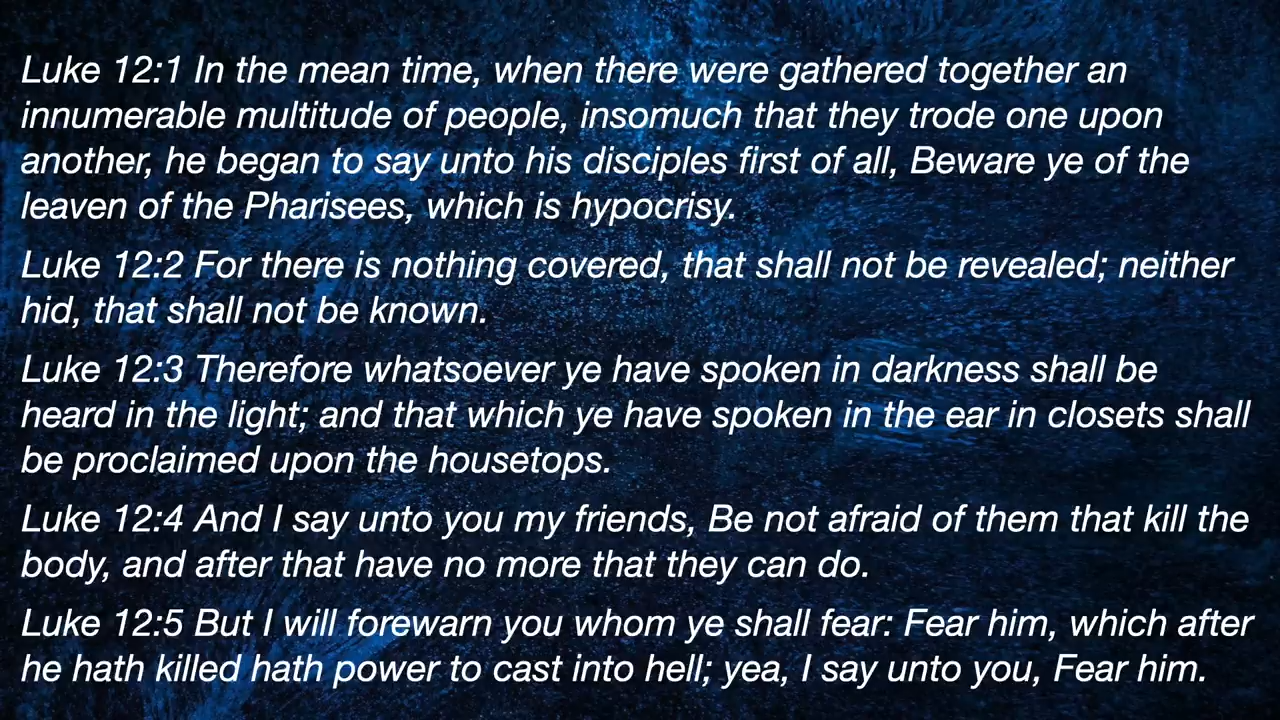 Luke 12:1 In the mean time, when there were gathered together an
innumerable multitude of people, insomuch that they trode one upon
another, he began to say unto his disciples first of all, Beware ye of the
leaven of the Pharisees, which is hypocrisy.
Luke 12:2 For there is nothing covered, that shall not be revealed; neither
hid, that shall not be known.
Luke 12:3 Therefore whatsoever ye have spoken in darkness shall be
heard in the light; and that which ye have spoken in the ear in closets shall
be proclaimed upon the housetops.
Luke 12:4 And I say unto you my friends, Be not afraid of them that kill the
body, and after that have no more that they can do.
Luke 12:5 But I will forewarn you whom ye shall fear: Fear him, which after
he hath killed hath power to cast into hell; yea, I say unto you, Fear him.